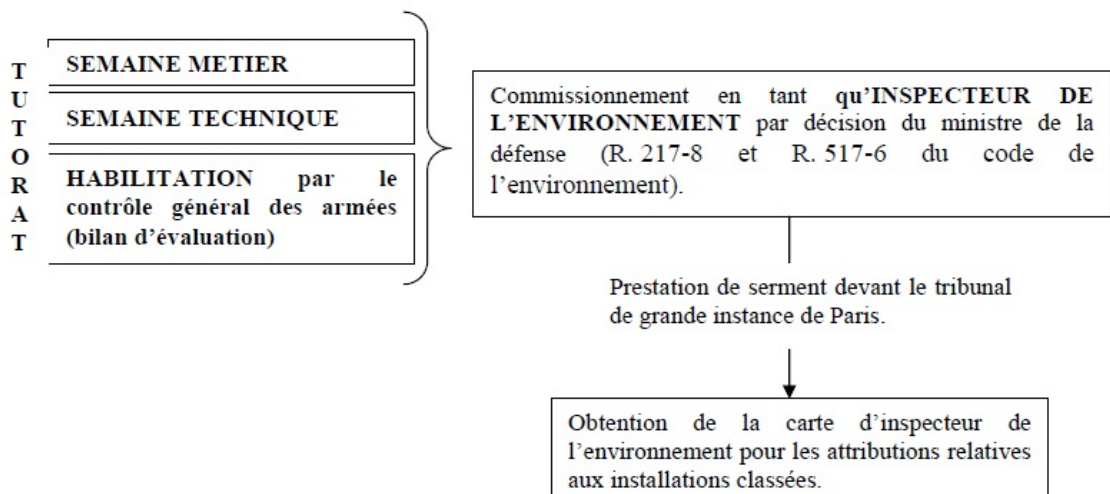 TUTORAT
SEMAINE METIER
SEMAINE TECHNIQUE
HABILITATION par le
contrôle général des armées
(bilan d’évaluation)
Commissionnement en tant qu’INSPECTEUR DE
L’ENVIRONNEMENT par décision du ministre de la
défense (R. 217-8 et R. 517-6 du code de
l’environnement).
Prestation de serment devant le tribunal
de grande instance de Paris.
Obtention de la carte d’inspecteur de
l’environnement pour les attributions relatives
aux installations classées.